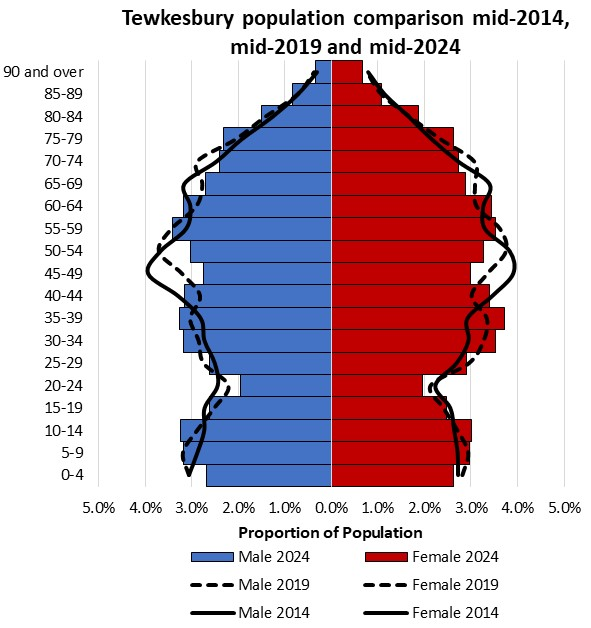 Tewkesbury population comparison mid-2014,
mid-2019 and mid-2024
90 and over
85-89
80-84
75-79
70-74
65-69
60-64
55-59
50-54
45-49
40-44
35-39
30-34
25-29
20-24
15-19
10-14
5-9
0-4
5.0% 4.0% 3.0% 2.0% 1.0% 0.0% 1.0% 2.0% 3.0% 4.0% 5.0%
Proportion of Population
Male 2024 Female 2024
Male 2019 Female 2019
Male 2014 Female 2014